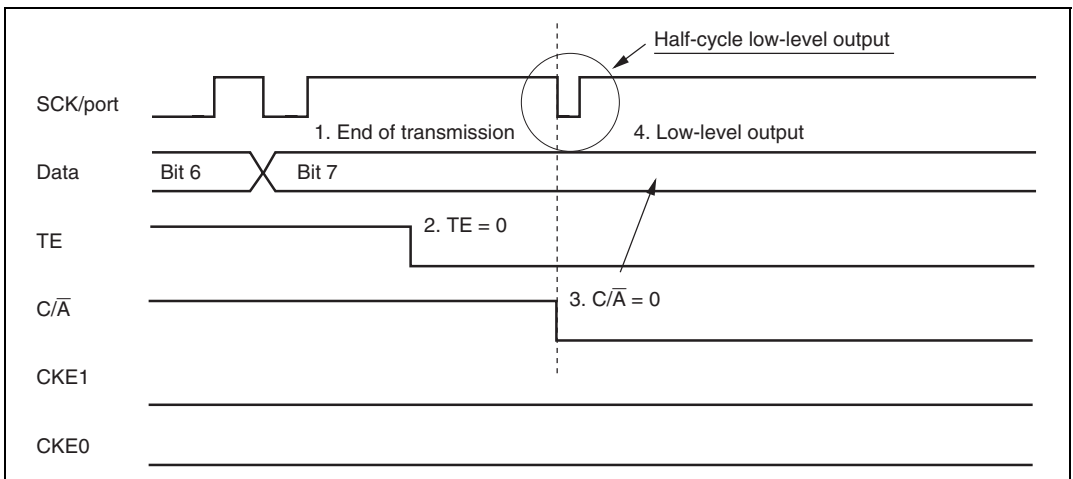 Half-cycle low-level output
SCK/port
1. End of transmission
4. Low-level output
Data
Bit 6
Bit 7
TE
2. TE = 0
C/A̅
3. C/A̅ = 0
CKE1
CKE0